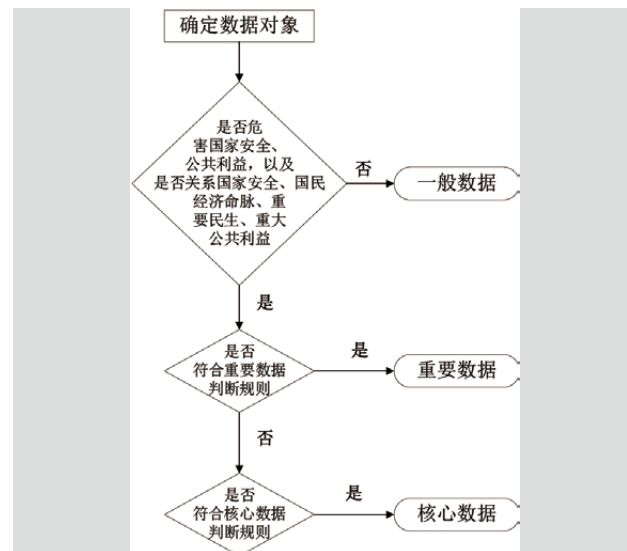 确定数据对象
是否危
害国家安全、
公共利益，以及
是否关系国家安全、国民
经济命脉、重
要民生、重大
公共利益
否
一般数据
是
是否
符合重要数据
判断规则
是
重要数据
否
是否
符合核心数据
判断规则
是
核心数据